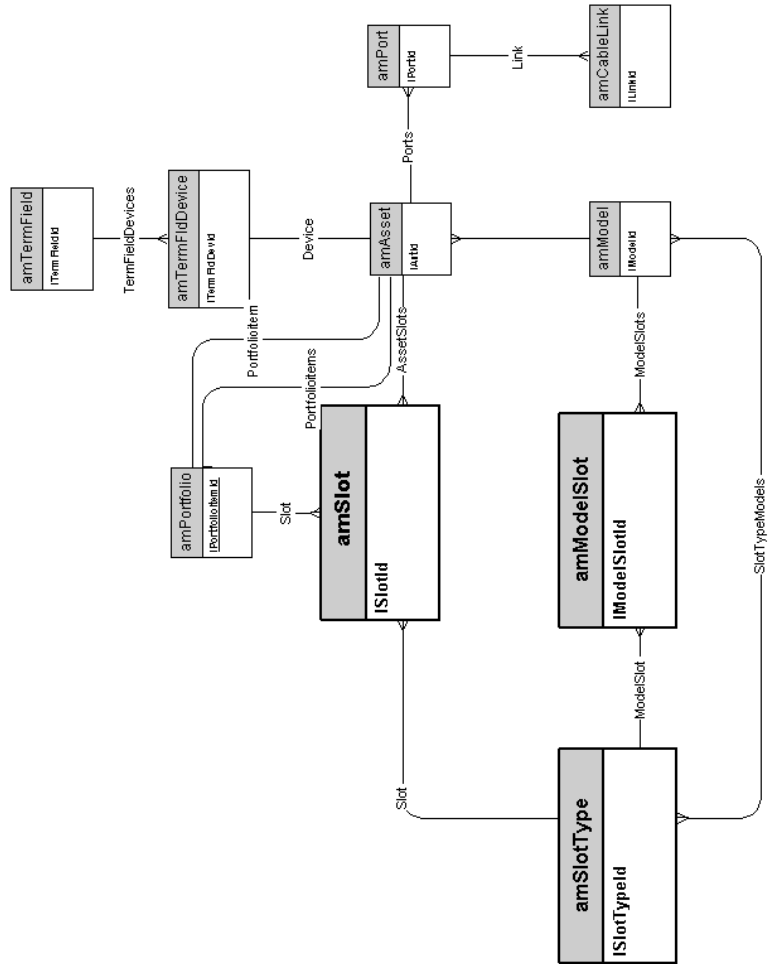 amTermField
lTermFieldId
TermFieldDevices
amPortfolio
lPortfolioItemId
amTermFldDevice
lTermFldDevId
PortfolioItem
Slot
Device
PortfolioItems
amSlot
lSlotId
amAsset
lAstId
amPort
lPortId
Slot
AssetSlots
Ports
Link
amSlotType
lSlotTypeId
amModelSlot
lModelSlotId
amModel
lModelId
amCableLink
lLinkId
ModelSlot
ModelSlots
SlotTypeModels